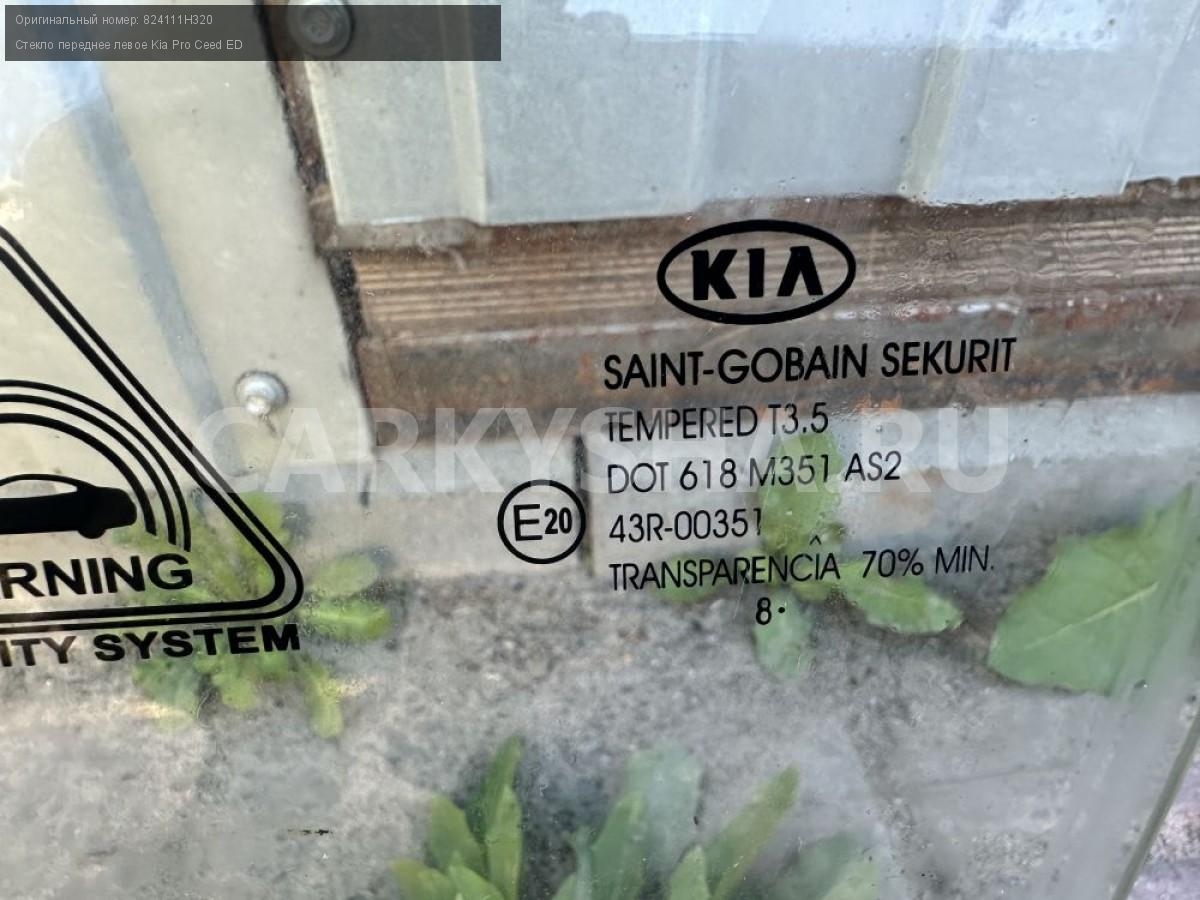 Оригинальный номер: 824111H320
Стекло переднее левое Kia Pro Ceed ED
KIA
SAINT-GOBAIN SEKURIT
TEMPERED T3.5
DOT 618 M351 AS2
E20
43R-00351
TRANSPARENCÎA 70% MIN.
8·
RNING
ITY SYSTEM
CARKYSHA.RU